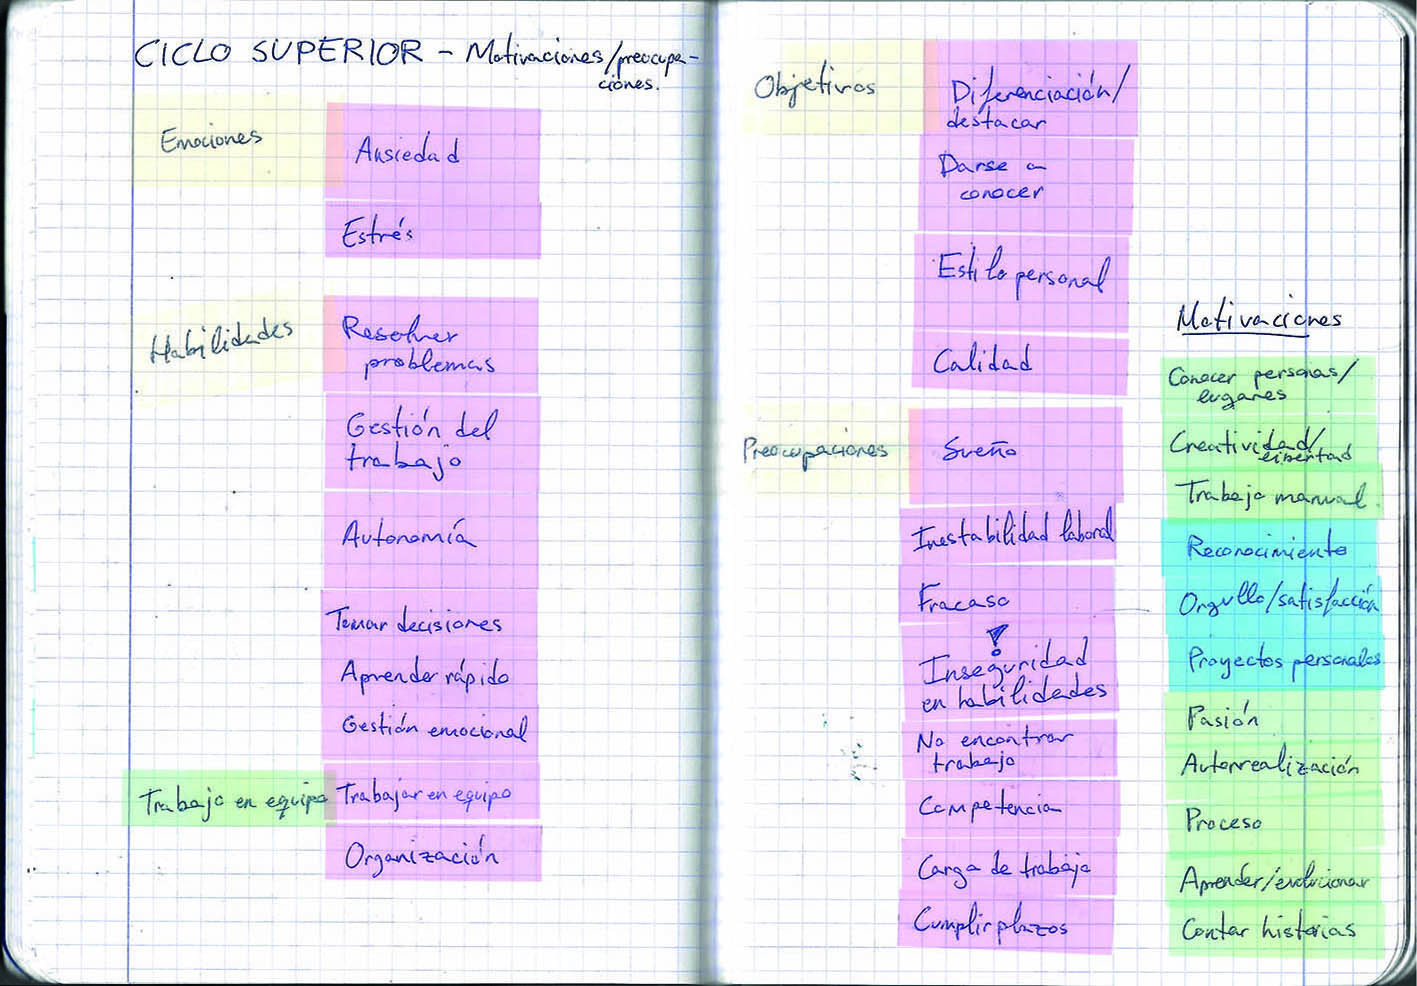 CICLO SUPERIOR - Motivaciones/preocupa-
ciones.
Emociones
Ansiedad
Estrés
Habilidades
Resolver
problemas
Gestión del
trabajo
Autonomía
Tomar decisiones
Aprender rápido
Gestión emocional
Trabajo en equipo
Trabajar en equipo
Organización
Objetivos
Diferenciación/
destacar
Darse a
conocer
Estilo personal
Calidad
Preocupaciones
Sueño
Inestabilidad laboral
Fracaso
!
Inseguridad
en habilidades
No encontrar
trabajo
Competencia
Carga de trabajo
Cumplir plazos
Motivaciones
Conocer personas/
lugares
Creatividad/
libertad
Trabajo manual
Reconocimiento
Orgullo/satisfacción
Proyectos personales
Pasión
Autorrealización
Proceso
Aprender/evolucionar
Contar historias